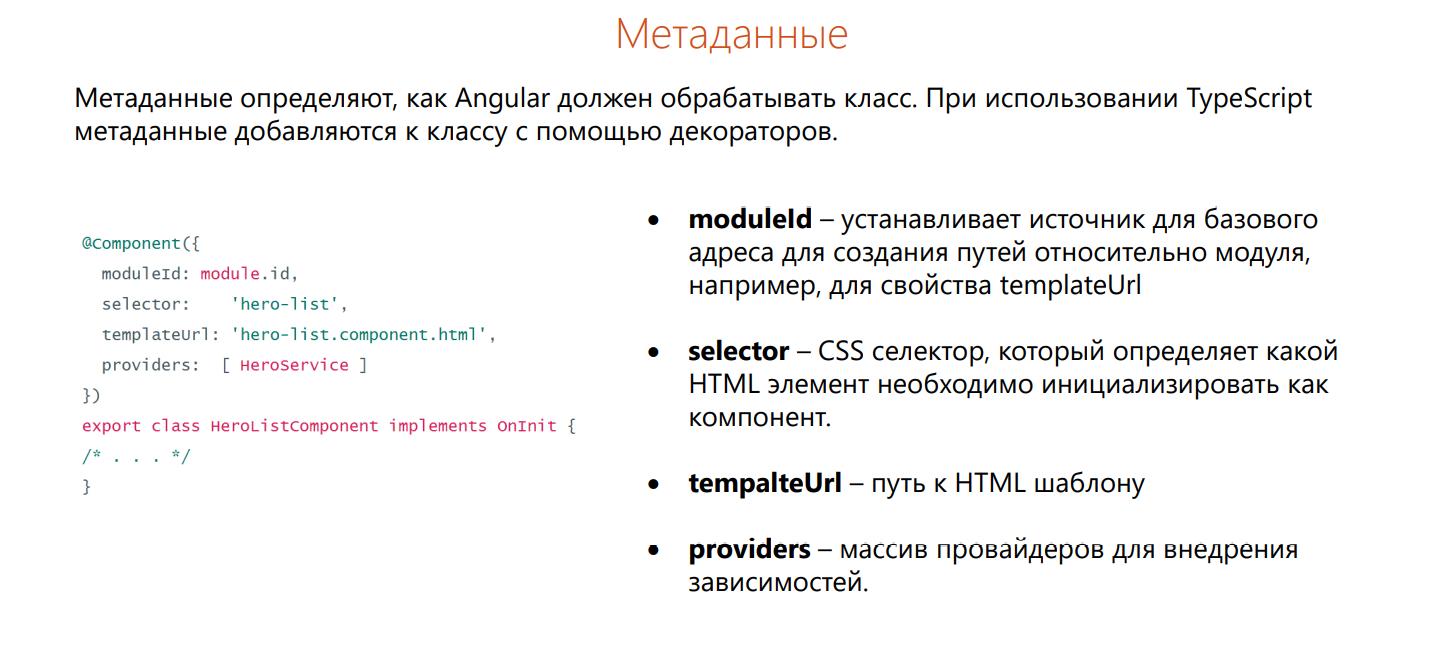 Метаданные
Метаданные определяют, как Angular должен обрабатывать класс. При использовании TypeScript
метаданные добавляются к классу с помощью декораторов.
@Component({
  moduleId: module.id,
  selector:    'hero-list',
  templateUrl: 'hero-list.component.html',
  providers:  [ HeroService ]
})
export class HeroListComponent implements OnInit {
/* . . . */
}
● moduleId – устанавливает источник для базового
адреса для создания путей относительно модуля,
например, для свойства templateUrl
● selector – CSS селектор, который определяет какой
HTML элемент необходимо инициализировать как
компонент.
● tempalteUrl – путь к HTML шаблону
● providers – массив провайдеров для внедрения
зависимостей.